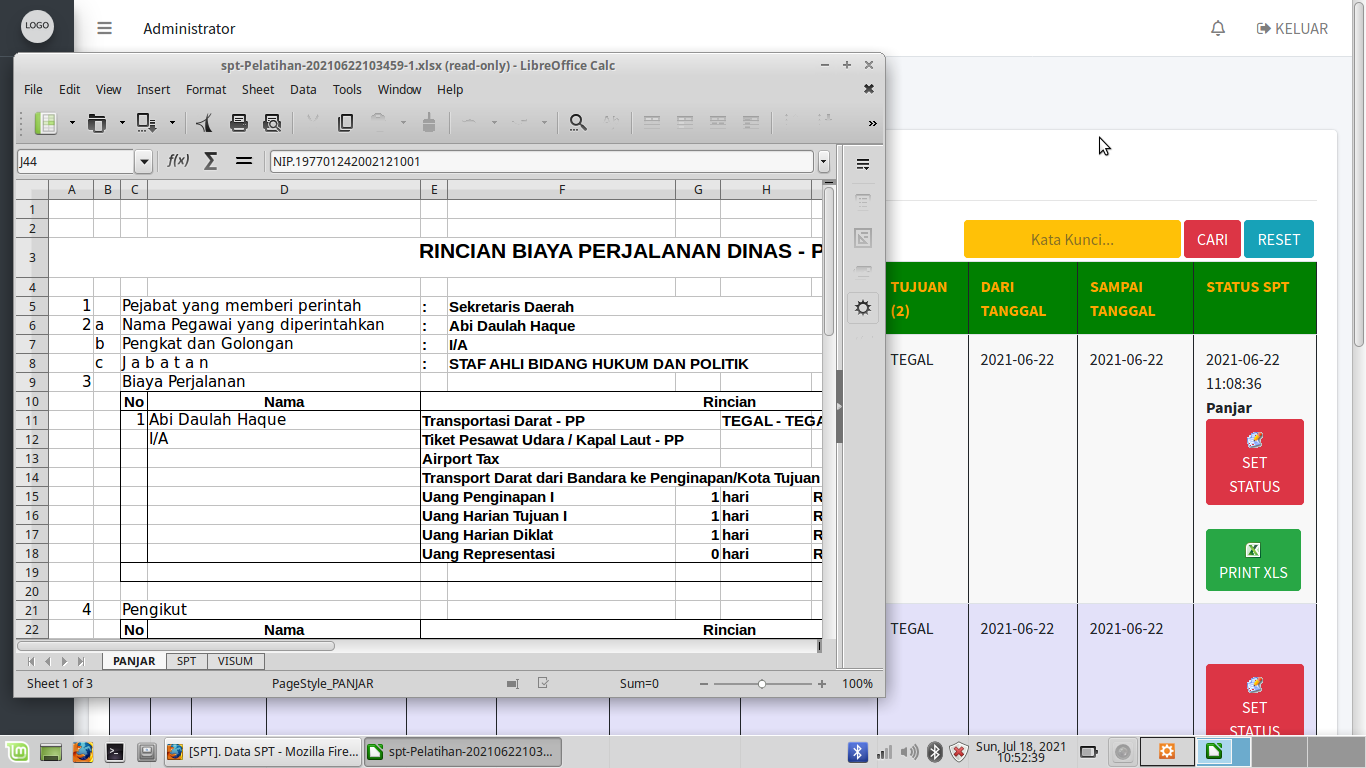 LOGO
Administrator
KELUAR
spt-Pelatihan-20210622103459-1.xlsx (read-only) - LibreOffice Calc
File Edit View Insert Format Sheet Data Tools Window Help
J44
f(x) Σ =
NIP.197701242002121001
A B C D E F G H
1
2
3 RINCIAN BIAYA PERJALANAN DINAS - P
4
5 1 Pejabat yang memberi perintah : Sekretaris Daerah
6 2 a Nama Pegawai yang diperintahkan : Abi Daulah Haque
7 b Pengkat dan Golongan : I/A
8 c J a b a t a n : STAF AHLI BIDANG HUKUM DAN POLITIK
9 3 Biaya Perjalanan
10 No Nama Rincian
11 1 Abi Daulah Haque Transportasi Darat - PP TEGAL - TEGA
12 I/A Tiket Pesawat Udara / Kapal Laut - PP
13 Airport Tax
14 Transport Darat dari Bandara ke Penginapan/Kota Tujuan
15 Uang Penginapan I 1 hari R
16 Uang Harian Tujuan I 1 hari R
17 Uang Harian Diklat 1 hari R
18 Uang Representasi 0 hari R
19
20
21 4 Pengikut
22 No Nama Rincian
PANJAR SPT VISUM
Sheet 1 of 3 PageStyle_PANJAR Sum=0 100%
Kata Kunci... CARI RESET
TUJUAN (2) DARI TANGGAL SAMPAI TANGGAL STATUS SPT
TEGAL 2021-06-22 2021-06-22 2021-06-22
11:08:36
Panjar
SET
STATUS
PRINT XLS
TEGAL 2021-06-22 2021-06-22
SET
STATUS
[SPT]. Data SPT - Mozilla Fire...
spt-Pelatihan-20210622103...
Sun, Jul 18, 2021
10:52:39